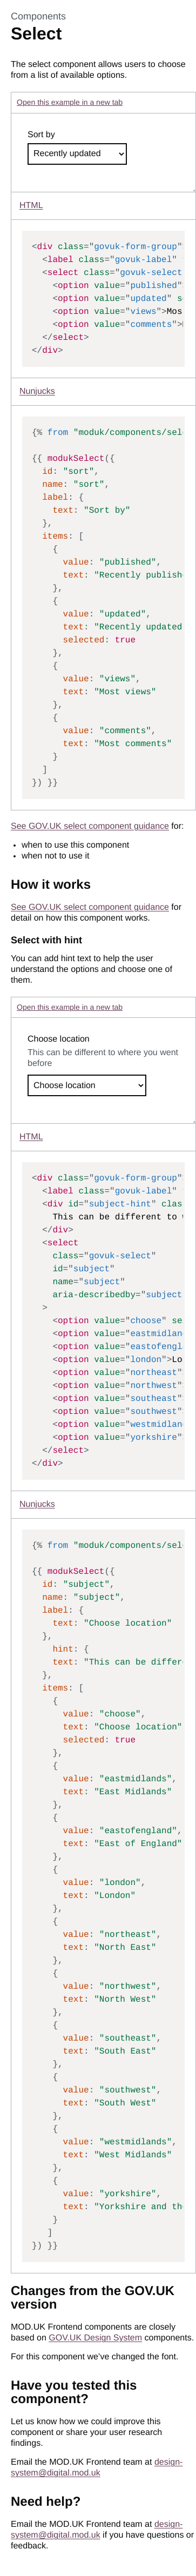 Components
Select
The select component allows users to choose
from a list of available options.
Open this example in a new tab
Sort by
Recently updated
HTML
<div class="govuk-form-group"
<label class="govuk-label"
<select class="govuk-select
<option value="published"
<option value="updated" s
<option value="views">Mos
<option value="comments">
</select>
</div>
Nunjucks
{% from "moduk/components/sel
{{ modukSelect({
id: "sort",
name: "sort",
label: {
text: "Sort by"
},
items: [
{
value: "published",
text: "Recently publish
},
{
value: "updated",
text: "Recently updated
selected: true
},
{
value: "views",
text: "Most views"
},
{
value: "comments",
text: "Most comments"
}
]
}) }}
See GOV.UK select component guidance for:
• when to use this component
• when not to use it
How it works
See GOV.UK select component guidance for
detail on how this component works.
Select with hint
You can add hint text to help the user
understand the options and choose one of
them.
Open this example in a new tab
Choose location
This can be different to where you went
before
Choose location
HTML
<div class="govuk-form-group"
<label class="govuk-label"
<div id="subject-hint" clas
This can be different to
</div>
<select
class="govuk-select"
id="subject"
name="subject"
aria-describedby="subject
>
<option value="choose" se
<option value="eastmidlan
<option value="eastofengl
<option value="london">Lo
<option value="northeast"
<option value="northwest"
<option value="southeast"
<option value="southwest"
<option value="westmidlan
<option value="yorkshire"
</select>
</div>
Nunjucks
{% from "moduk/components/sel
{{ modukSelect({
id: "subject",
name: "subject",
label: {
text: "Choose location"
},
hint: {
text: "This can be differ
},
items: [
{
value: "choose",
text: "Choose location"
selected: true
},
{
value: "eastmidlands",
text: "East Midlands"
},
{
value: "eastofengland",
text: "East of England"
},
{
value: "london",
text: "London"
},
{
value: "northeast",
text: "North East"
},
{
value: "northwest",
text: "North West"
},
{
value: "southeast",
text: "South East"
},
{
value: "southwest",
text: "South West"
},
{
value: "westmidlands",
text: "West Midlands"
},
{
value: "yorkshire",
text: "Yorkshire and th
}
]
}) }}
Changes from the GOV.UK
version
MOD.UK Frontend components are closely
based on GOV.UK Design System components.
For this component we've changed the font.
Have you tested this
component?
Let us know how we could improve this
component or share your user research
findings.
Email the MOD.UK Frontend team at design-
system@digital.mod.uk
Need help?
Email the MOD.UK Frontend team at design-
system@digital.mod.uk if you have questions or
feedback.